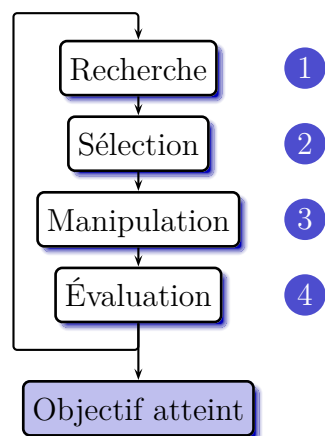 Recherche 1
Sélection 2
Manipulation 3
Évaluation 4
Objectif atteint